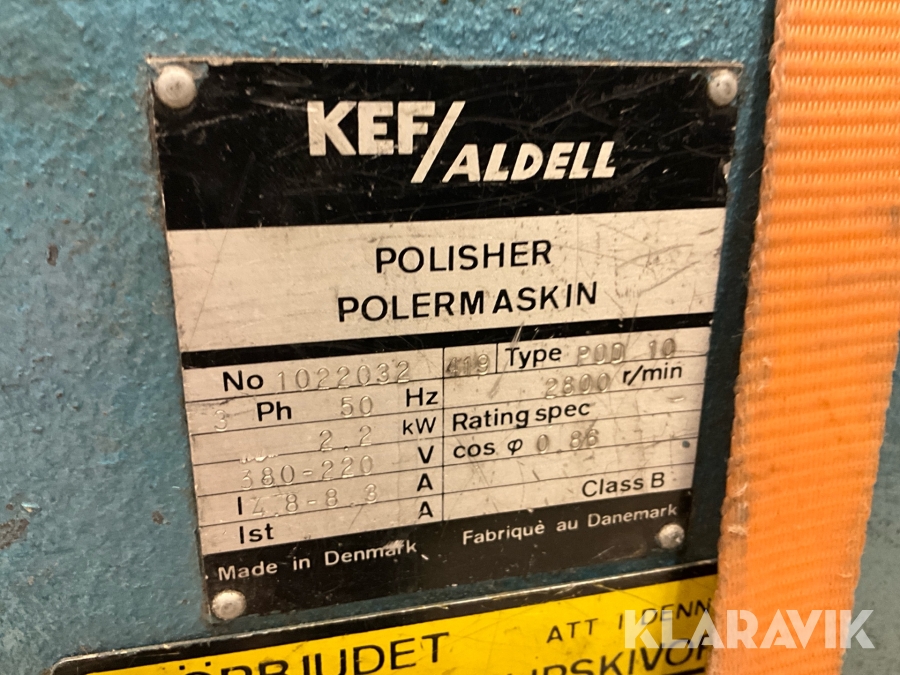 KEF/ALDELL
POLISHER
POLERMASKIN
No 1022032 419 Type POD 10
3 Ph 50 Hz 2800 r/min
2.2 kW Rating spec
380-220 V cos φ 0.86
I 4.8-8.3 A
Ist A Class B
Made in Denmark Fabriqué au Danemark
ATT I DENN
KLARAVIK